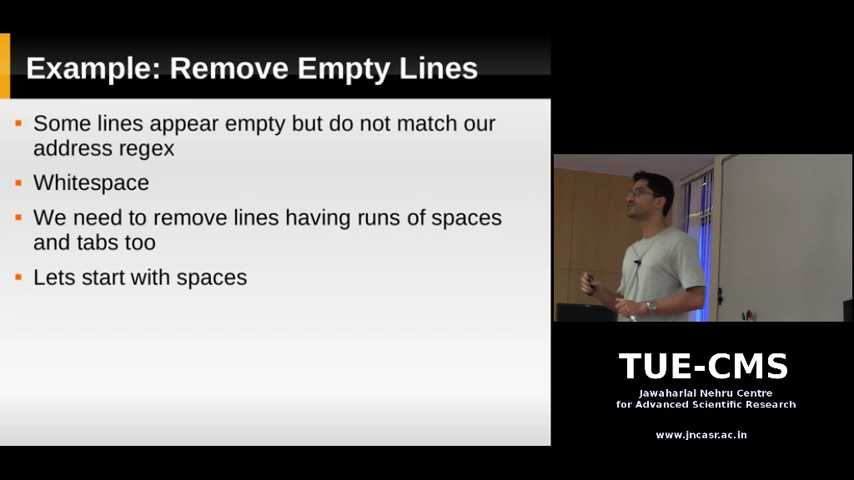 Example: Remove Empty Lines
Some lines appear empty but do not match our
address regex
Whitespace
We need to remove lines having runs of spaces
and tabs too
Lets start with spaces
TUE-CMS
Jawaharlal Nehru Centre
for Advanced Scientific Research
www.jncasr.ac.in